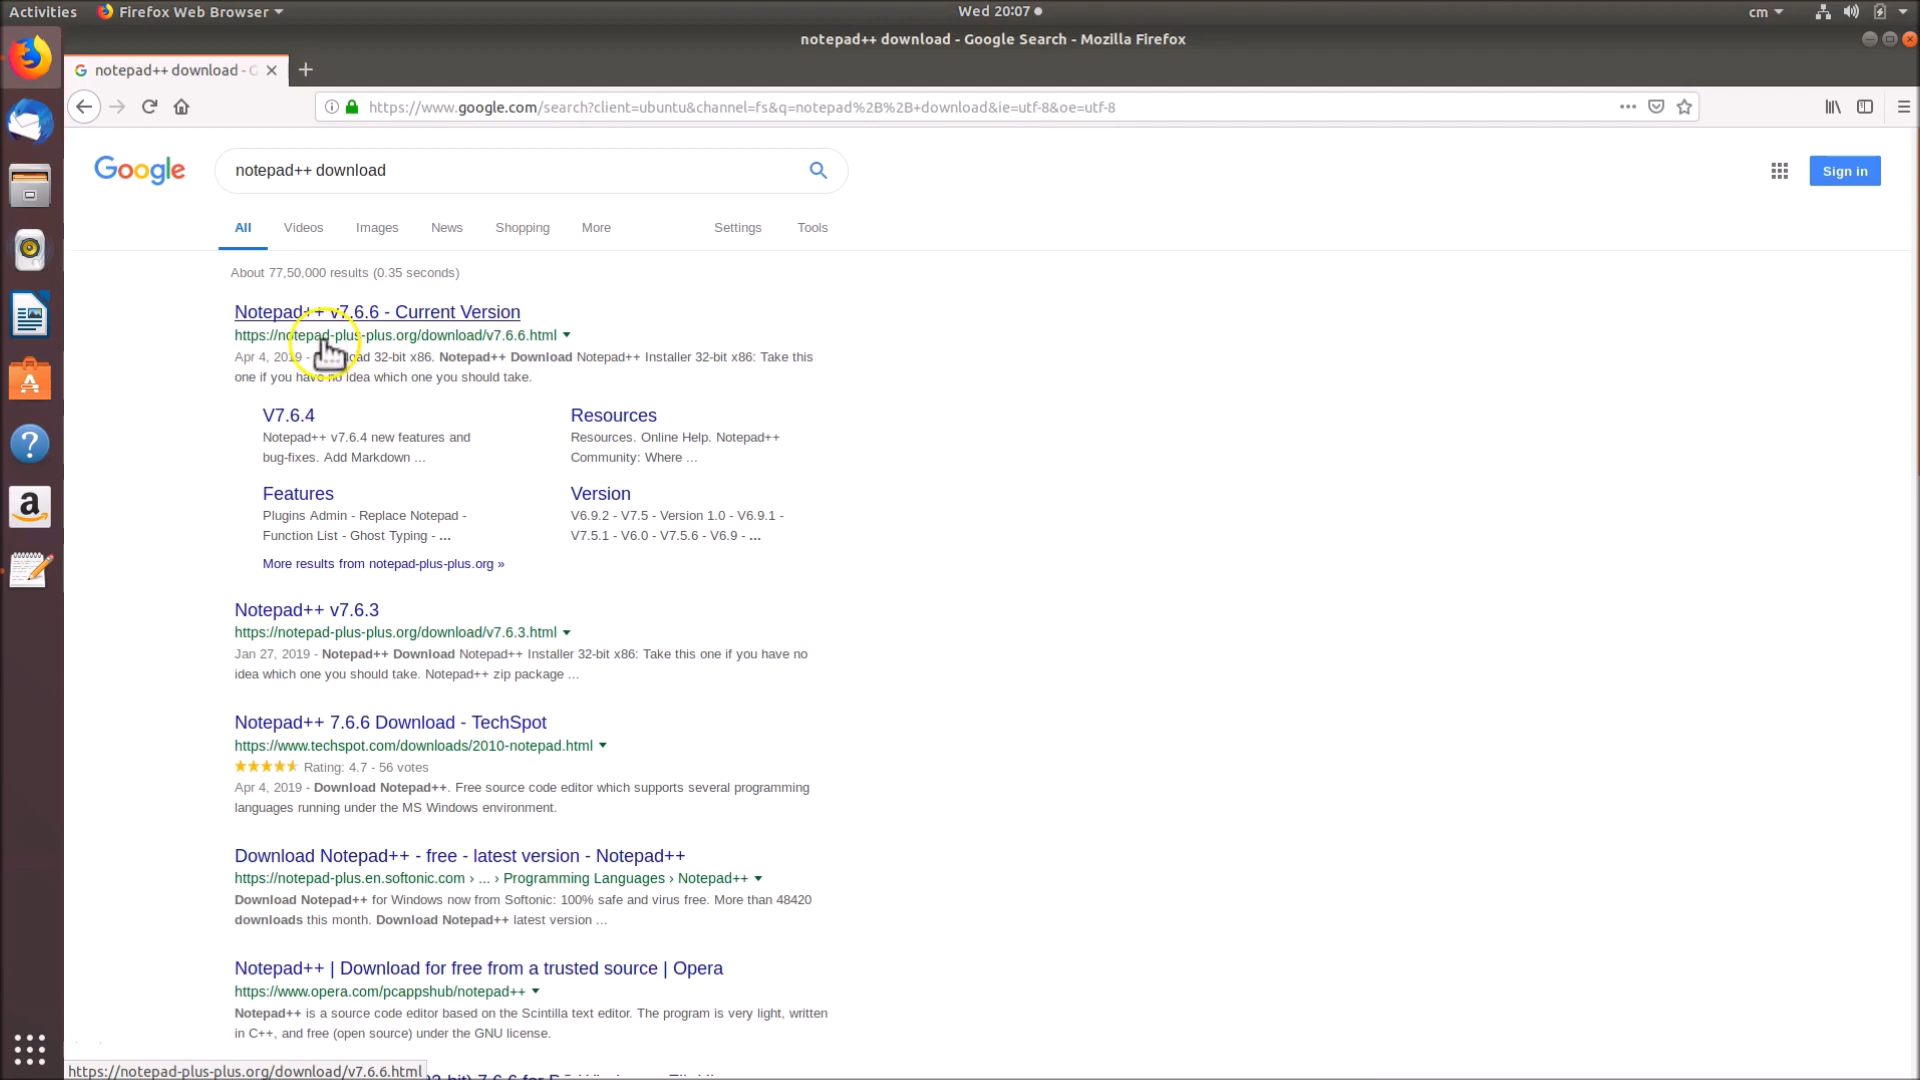 Activities Firefox Web Browser Wed 20:07 cm
notepad++ download - Google Search - Mozilla Firefox
notepad++ download - G
https://www.google.com/search?client=ubuntu&channel=fs&q=notepad%2B%2B+download&ie=utf-8&oe=utf-8
Google notepad++ download Sign in
All Videos Images News Shopping More Settings Tools
About 77,50,000 results (0.35 seconds)
Notepad++ v7.6.6 - Current Version
https://notepad-plus-plus.org/download/v7.6.6.html
Apr 4, 2019 - 32-bit x86. Notepad++ Download Notepad++ Installer 32-bit x86: Take this
one if you have no idea which one you should take.
V7.6.4
Notepad++ v7.6.4 new features and
bug-fixes. Add Markdown ...
Resources
Resources. Online Help. Notepad++
Community: Where ...
Features
Plugins Admin - Replace Notepad -
Function List - Ghost Typing - ...
Version
V6.9.2 - V7.5 - Version 1.0 - V6.9.1 -
V7.5.1 - V6.0 - V7.5.6 - V6.9 - ...
More results from notepad-plus-plus.org »
Notepad++ v7.6.3
https://notepad-plus-plus.org/download/v7.6.3.html
Jan 27, 2019 - Notepad++ Download Notepad++ Installer 32-bit x86: Take this one if you have no
idea which one you should take. Notepad++ zip package ...
Notepad++ 7.6.6 Download - TechSpot
https://www.techspot.com/downloads/2010-notepad.html
Rating: 4.7 - 56 votes
Apr 4, 2019 - Download Notepad++. Free source code editor which supports several programming
languages running under the MS Windows environment.
Download Notepad++ - free - latest version - Notepad++
https://notepad-plus.en.softonic.com › ... › Programming Languages › Notepad++
Download Notepad++ for Windows now from Softonic: 100% safe and virus free. More than 48420
downloads this month. Download Notepad++ latest version ...
Notepad++ | Download for free from a trusted source | Opera
https://www.opera.com/pcappshub/notepad++
Notepad++ is a source code editor based on the Scintilla text editor. The program is very light, written
in C++, and free (open source) under the GNU license.
https://notepad-plus-plus.org/download/v7.6.6.html